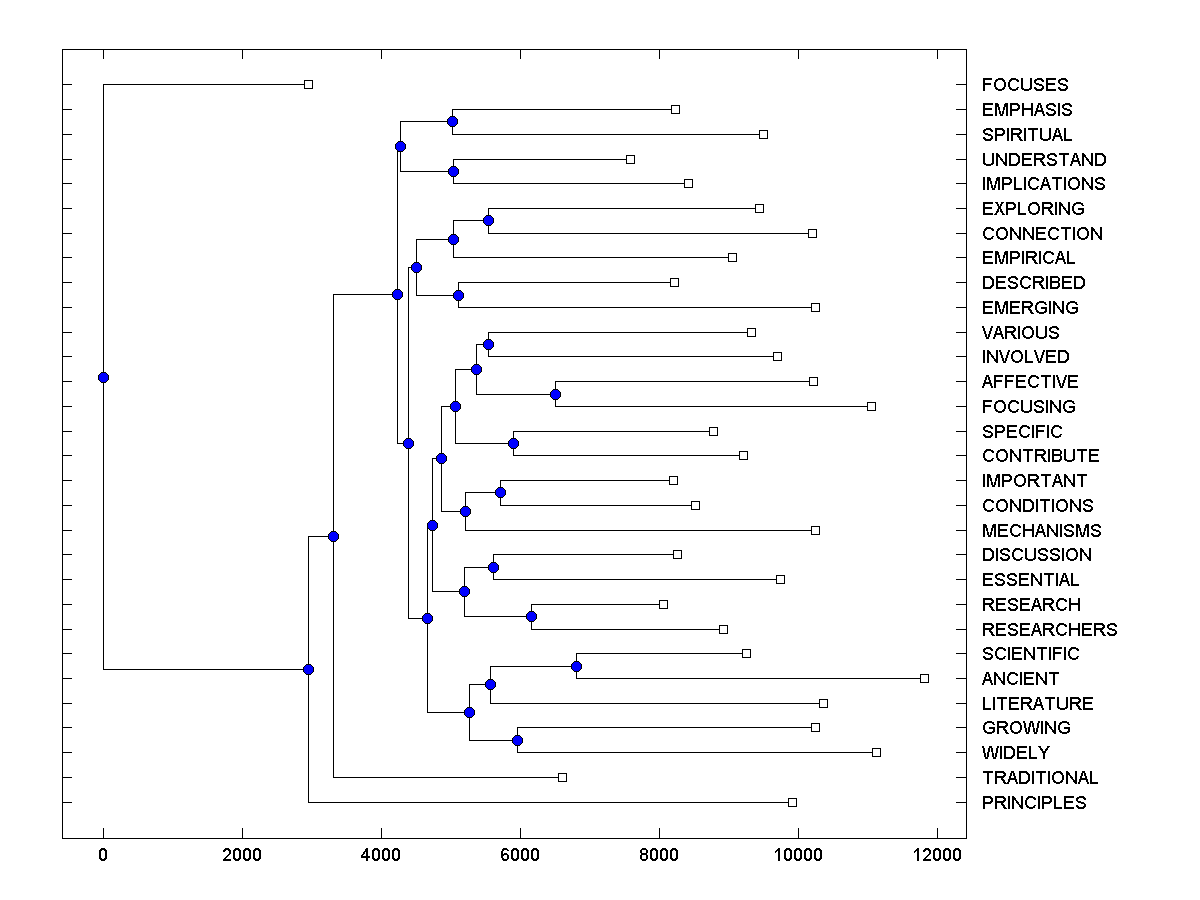 FOCUSES
EMPHASIS
SPIRITUAL
UNDERSTAND
IMPLICATIONS
EXPLORING
CONNECTION
EMPIRICAL
DESCRIBED
EMERGING
VARIOUS
INVOLVED
AFFECTIVE
FOCUSING
SPECIFIC
CONTRIBUTE
IMPORTANT
CONDITIONS
MECHANISMS
DISCUSSION
ESSENTIAL
RESEARCH
RESEARCHERS
SCIENTIFIC
ANCIENT
LITERATURE
GROWING
WIDELY
TRADITIONAL
PRINCIPLES
0 2000 4000 6000 8000 10000 12000